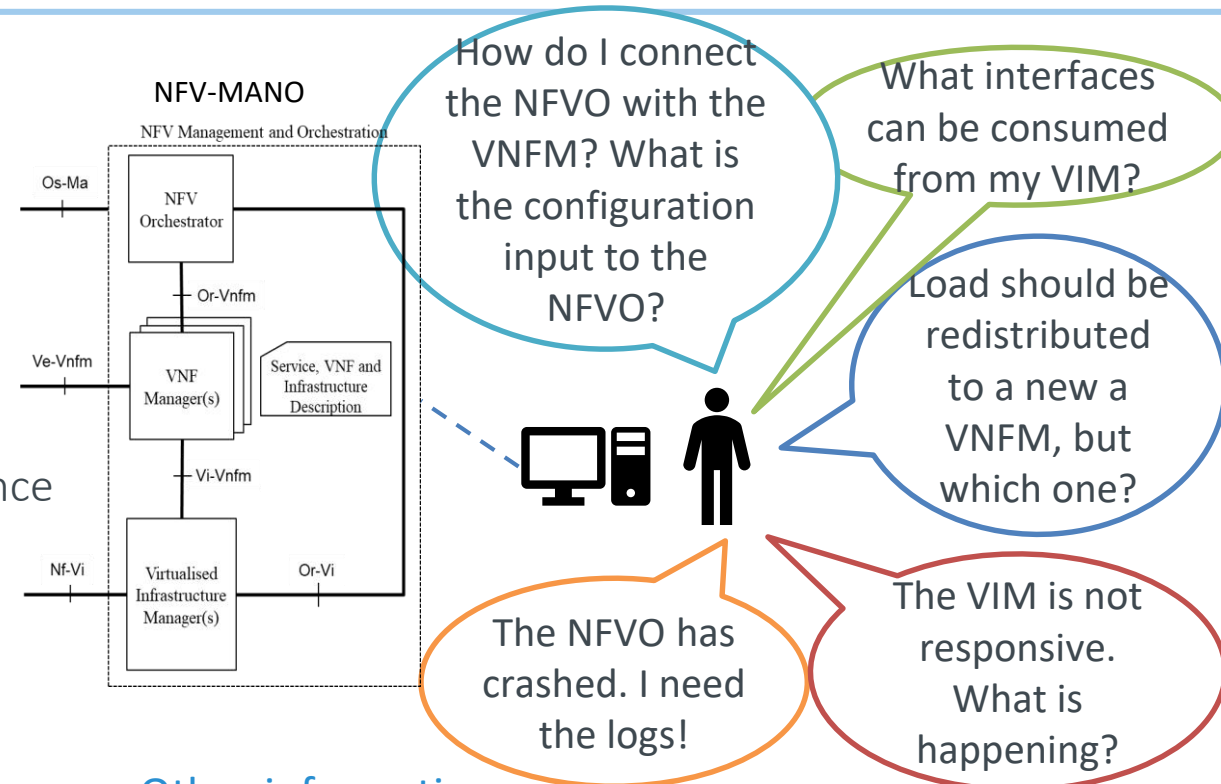 NFV-MANO
NFV Management and Orchestration
Os-Ma
NFV
Orchestrator
Or-Vnfm
Ve-Vnfm
VNF
Manager(s)
Service, VNF and
Infrastructure
Description
Vi-Vnfm
nce
Nf-Vi
Virtualised
Infrastructure
Manager(s)
Or-Vi
How do I connect
the NFVO with the
VNFM? What is
the configuration
input to the
NFVO?
What interfaces
can be consumed
from my VIM?
Load should be
redistributed
to a new a
VNFM, but
which one?
The NFVO has
crashed. I need
the logs!
The VIM is not
responsive.
What is
happening?